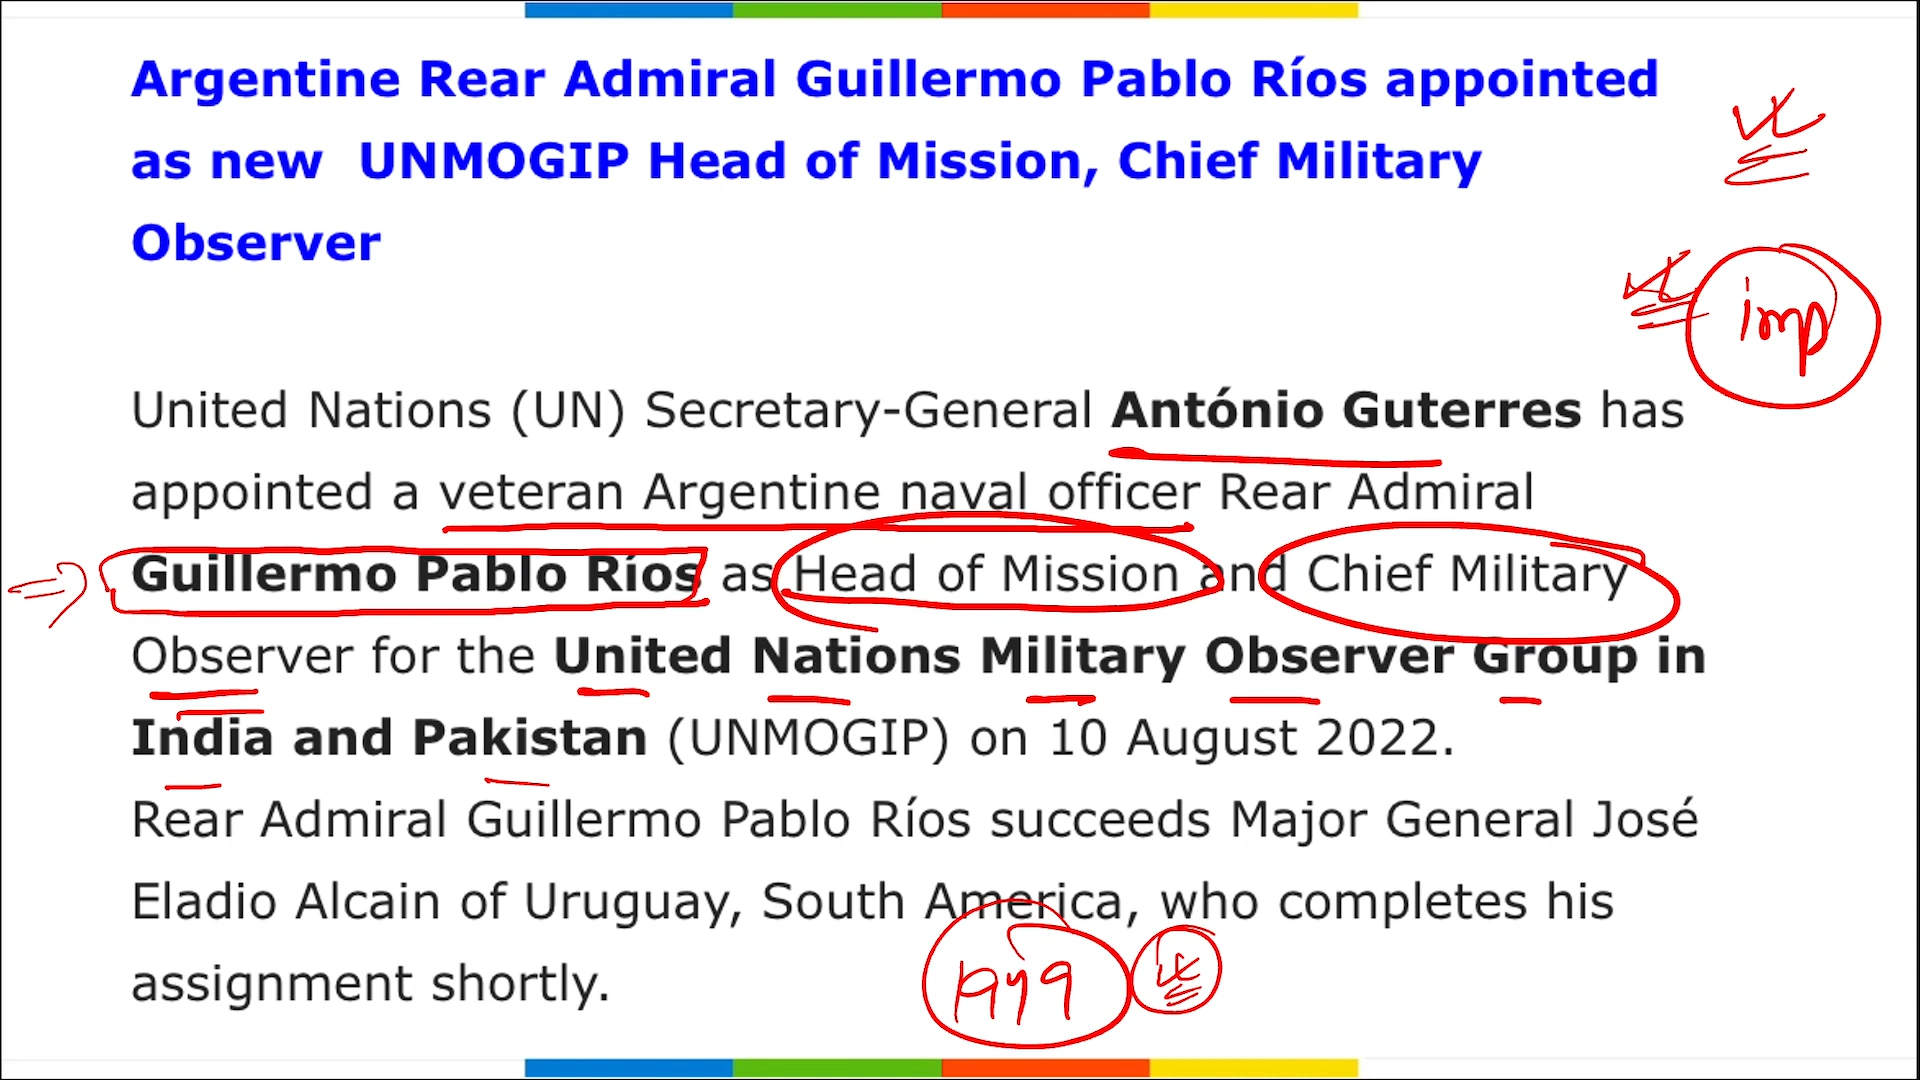 Argentine Rear Admiral Guillermo Pablo Ríos appointed
as new UNMOGIP Head of Mission, Chief Military
Observer
imp
United Nations (UN) Secretary-General António Guterres has
appointed a veteran Argentine naval officer Rear Admiral
Guillermo Pablo Ríos as Head of Mission and Chief Military
Observer for the United Nations Military Observer Group in
India and Pakistan (UNMOGIP) on 10 August 2022.
Rear Admiral Guillermo Pablo Ríos succeeds Major General José
Eladio Alcain of Uruguay, South America, who completes his
assignment shortly.
1949